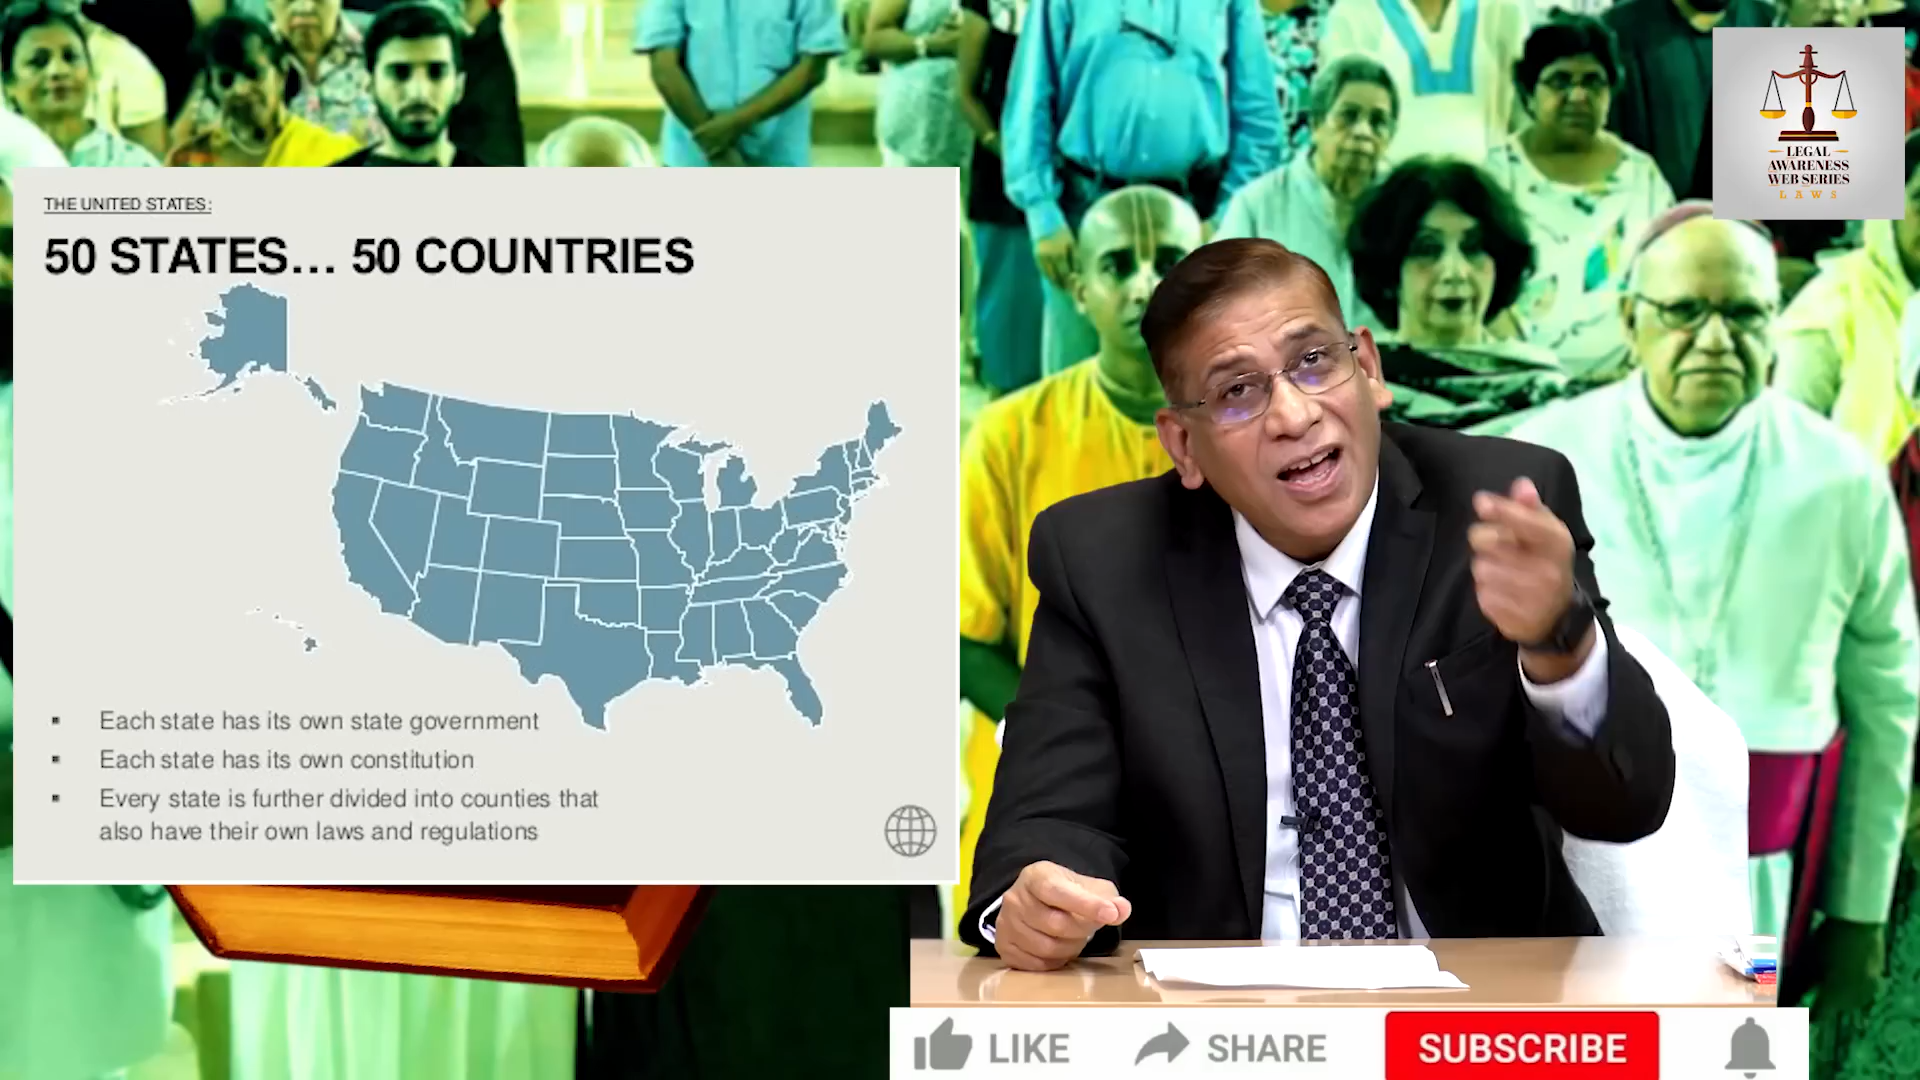 THE UNITED STATES:
50 STATES... 50 COUNTRIES
▪ Each state has its own state government
▪ Each state has its own constitution
▪ Every state is further divided into counties that
also have their own laws and regulations
LEGAL
AWARENESS
WEB SERIES
LAWS
LIKE
SHARE
SUBSCRIBE